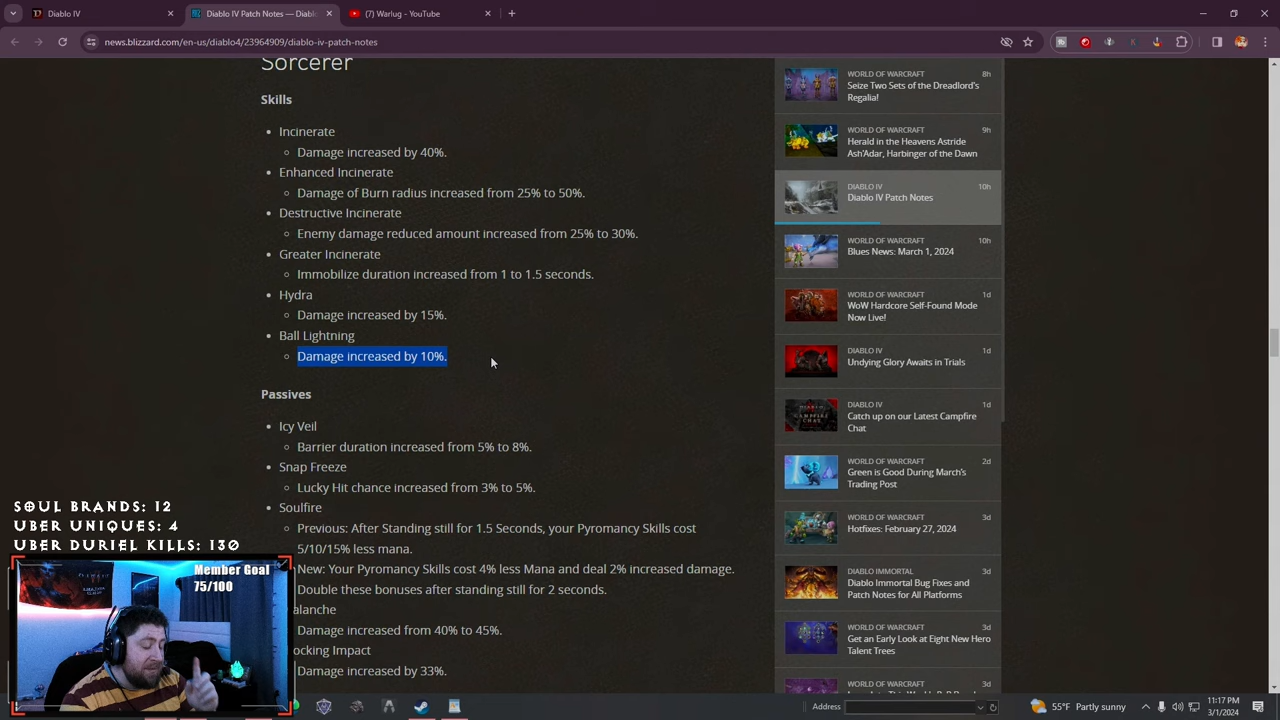 Diablo IV
Diablo IV Patch Notes — Diab
(7) Warlug - YouTube
news.blizzard.com/en-us/diablo4/23964909/diablo-iv-patch-notes
Sorcerer
Skills
Incinerate
Damage increased by 40%.
Enhanced Incinerate
Damage of Burn radius increased from 25% to 50%.
Destructive Incinerate
Enemy damage reduced amount increased from 25% to 30%.
Greater Incinerate
Immobilize duration increased from 1 to 1.5 seconds.
Hydra
Damage increased by 15%.
Ball Lightning
Damage increased by 10%.
Passives
Icy Veil
Barrier duration increased from 5% to 8%.
Snap Freeze
Lucky Hit chance increased from 3% to 5%.
Soulfire
Previous: After Standing still for 1.5 Seconds, your Pyromancy Skills cost
5/10/15% less mana.
New: Your Pyromancy Skills cost 4% less Mana and deal 2% increased damage.
Double these bonuses after standing still for 2 seconds.
alanche
Damage increased from 40% to 45%.
ocking Impact
Damage increased by 33%.
WORLD OF WARCRAFT 8h
Seize Two Sets of the Dreadlord's
Regalia!
WORLD OF WARCRAFT 9h
Herald in the Heavens Astride
Ash'Adar, Harbinger of the Dawn
DIABLO IV 10h
Diablo IV Patch Notes
WORLD OF WARCRAFT 10h
Blues News: March 1, 2024
WORLD OF WARCRAFT 1d
WoW Hardcore Self-Found Mode
Now Live!
DIABLO IV 1d
Undying Glory Awaits in Trials
DIABLO IV 1d
Catch up on our Latest Campfire
Chat
WORLD OF WARCRAFT 2d
Green is Good During March's
Trading Post
WORLD OF WARCRAFT 3d
Hotfixes: February 27, 2024
DIABLO IMMORTAL 3d
Diablo Immortal Bug Fixes and
Patch Notes for All Platforms
WORLD OF WARCRAFT 3d
Get an Early Look at Eight New Hero
Talent Trees
WORLD OF WARCRAFT 3d
SOUL BRANDS: 12
UBER UNIQUES: 4
UBER DURIEL KILLS: 130
Member Goal
75/100
Address
55°F Partly sunny
11:17 PM
3/1/2024